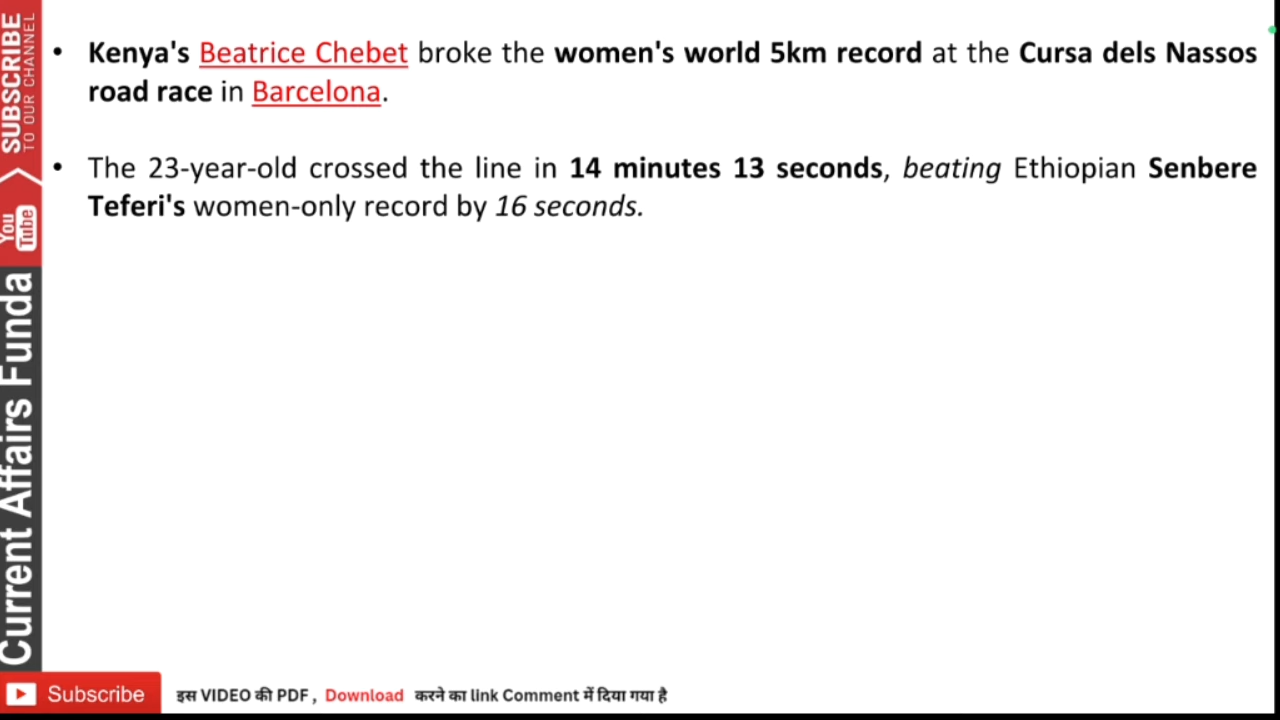 • Kenya's Beatrice Chebet broke the women's world 5km record at the Cursa dels Nassos
road race in Barcelona.
• The 23-year-old crossed the line in 14 minutes 13 seconds, beating Ethiopian Senbere
Teferi's women-only record by 16 seconds.
SUBSCRIBE
TO OUR CHANNEL
You
Tube
Current Affairs Funda
Subscribe
इस VIDEO की PDF , Download करने का link Comment में दिया गया है